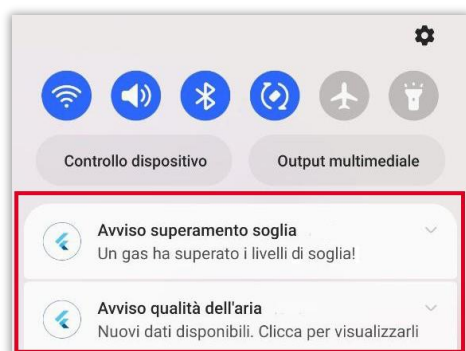 Controllo dispositivo
Output multimediale
Avviso superamento soglia
Un gas ha superato i livelli di soglia!
Avviso qualità dell'aria
Nuovi dati disponibili. Clicca per visualizzarli